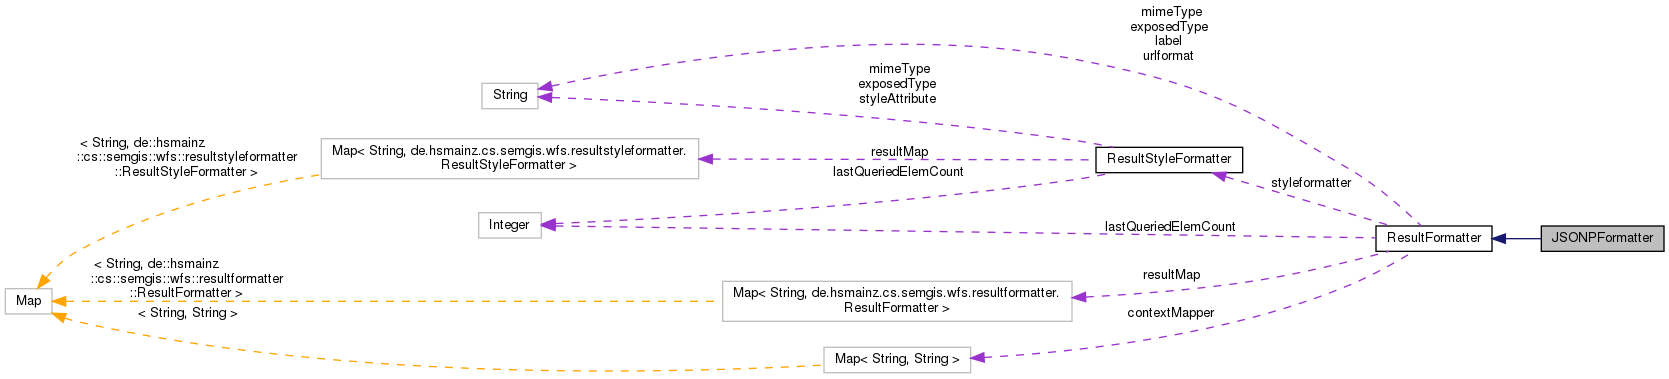 mimeType
exposedType
label
urlformat
mimeType
exposedType
styleAttribute
String
< String, de::hsmainz
::cs::semgis::wfs::resultstyleformatter
::ResultStyleFormatter >
Map< String, de.hsmainz.cs.semgis.wfs.resultstyleformatter.
ResultStyleFormatter >
resultMap
lastQueriedElemCount
ResultStyleFormatter
styleformatter
Integer
lastQueriedElemCount
ResultFormatter
JSONPFormatter
< String, de::hsmainz
::cs::semgis::wfs::resultformatter
::ResultFormatter >
< String, String >
Map
Map< String, de.hsmainz.cs.semgis.wfs.resultformatter.
ResultFormatter >
resultMap
contextMapper
Map< String, String >